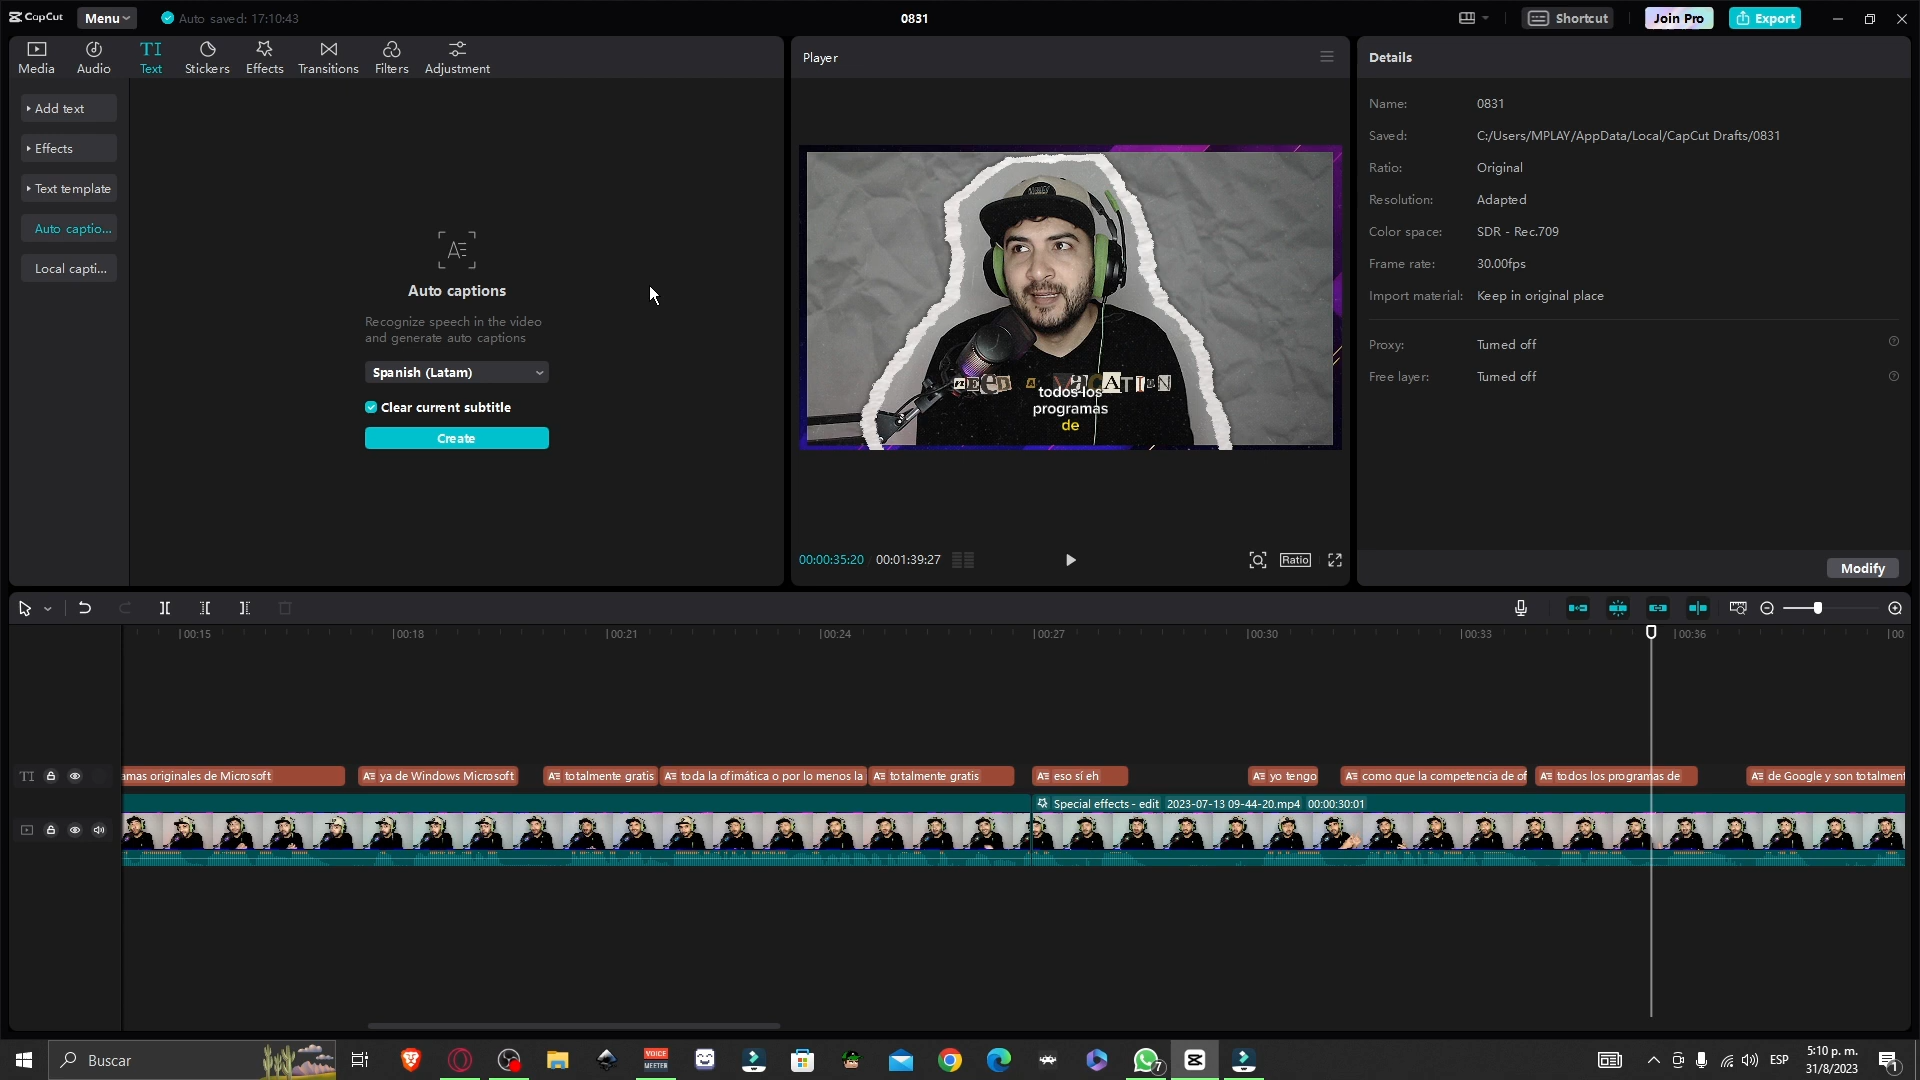 CapCut
Menu
Auto saved: 17:10:43
0831
Shortcut
Join Pro
Export
Media
Audio
TI
Text
Stickers
Effects
Transitions
Filters
Adjustment
Player
Details
Add text
Effects
Text template
Auto captio...
Local capti...
Auto captions
Recognize speech in the video
and generate auto captions
Spanish (Latam)
Clear current subtitle
Create
NEED A VACATION
todos los
programas
de
00:00:35:20
00:01:39:27
Ratio
Name: 0831
Saved: C:/Users/MPLAY/AppData/Local/CapCut Drafts/0831
Ratio: Original
Resolution: Adapted
Color space: SDR - Rec.709
Frame rate: 30.00fps
Import material: Keep in original place
Proxy: Turned off
Free layer: Turned off
Modify
00:15
00:18
00:21
00:24
00:27
00:30
00:33
00:36
00
TI
amas originales de Microsoft
ya de Windows Microsoft
totalmente gratis
toda la ofimática o por lo menos la
totalmente gratis
eso sí eh
yo tengo
como que la competencia de of
todos los programas de
de Google y son totalment
Special effects - edit 2023-07-13 09-44-20.mp4 00:00:30:01
Buscar
VOICE
MEETER
7
ESP
5:10 p. m.
31/8/2023
1